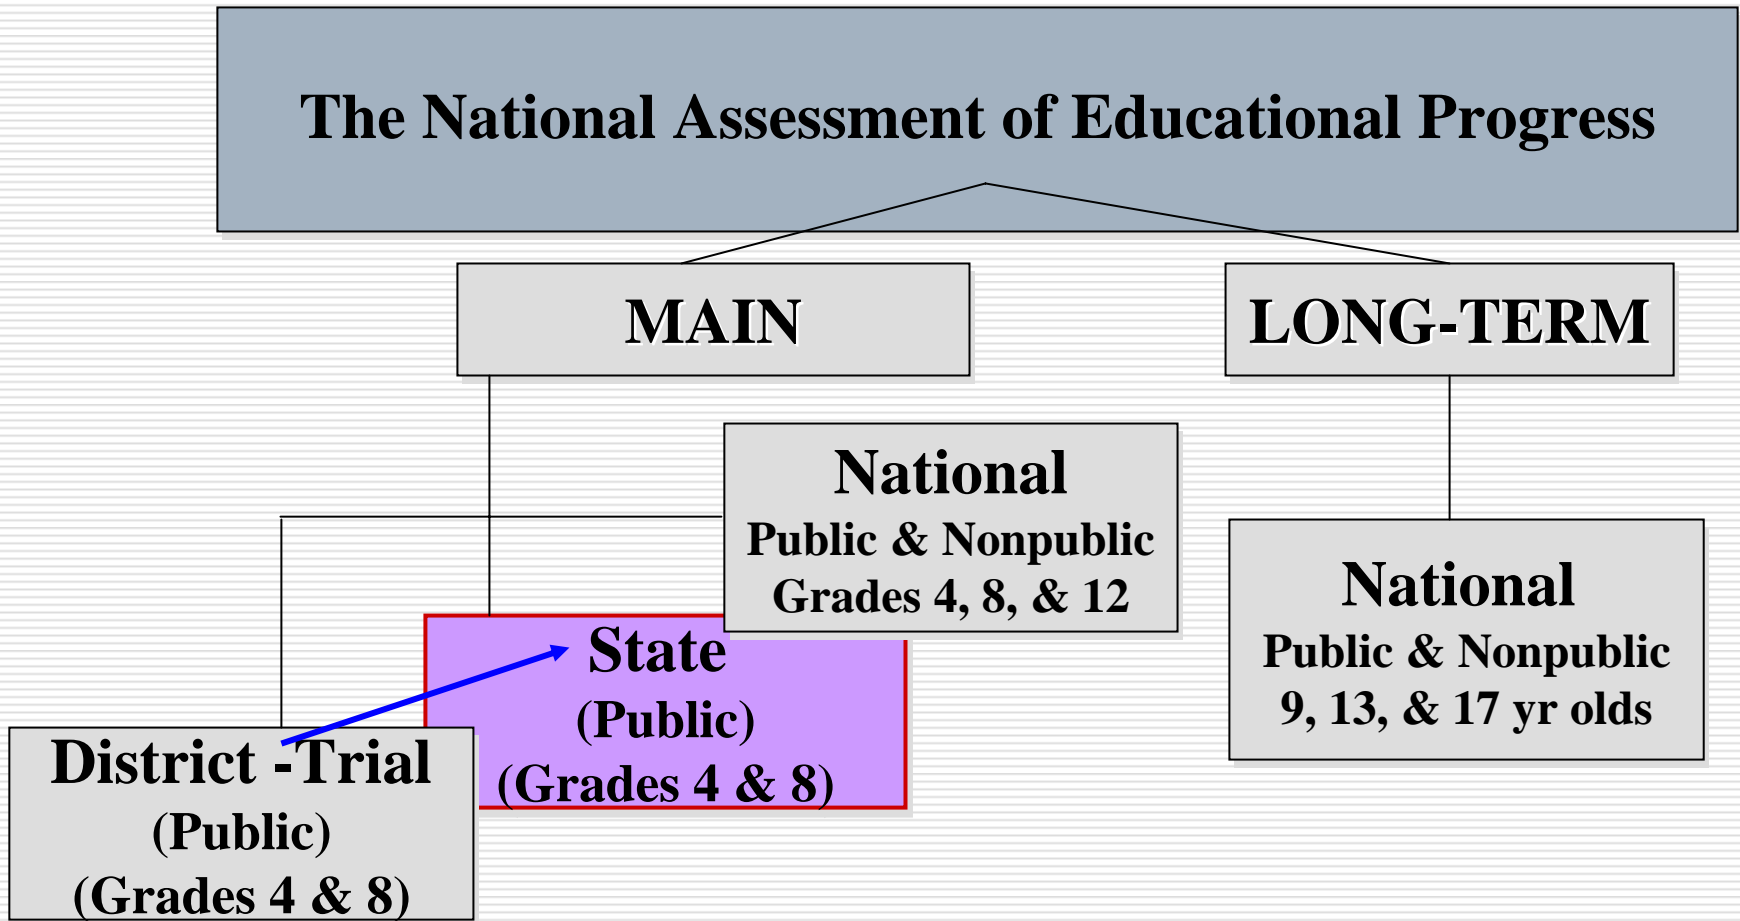 The National Assessment of Educational Progress
MAIN
LONG-TERM
National
Public & Nonpublic
Grades 4, 8, & 12
National
Public & Nonpublic
9, 13, & 17 yr olds
State
(Public)
(Grades 4 & 8)
District -Trial
(Public)
(Grades 4 & 8)